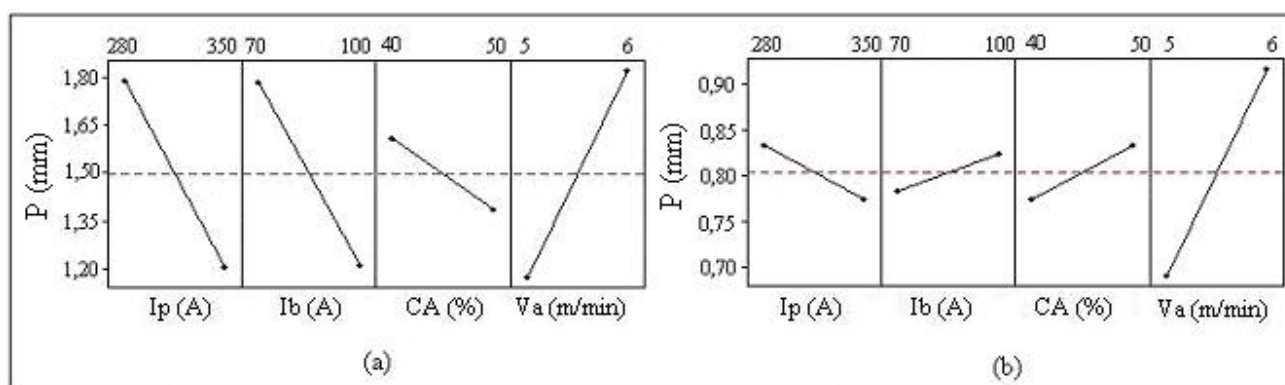 280 350 70 100 40 50 5 6
1,80
1,65
1,50
1,35
1,20
P (mm)
Ip (A) Ib (A) CA (%) Va (m/min)
(a)
280 350 70 100 40 50 5 6
0,90
0,85
0,80
0,75
0,70
P (mm)
Ip (A) Ib (A) CA (%) Va (m/min)
(b)